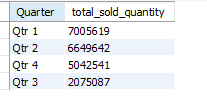 Quarter total_sold_quantity
Qtr 1 7005619
Qtr 2 6649642
Qtr 4 5042541
Qtr 3 2075087